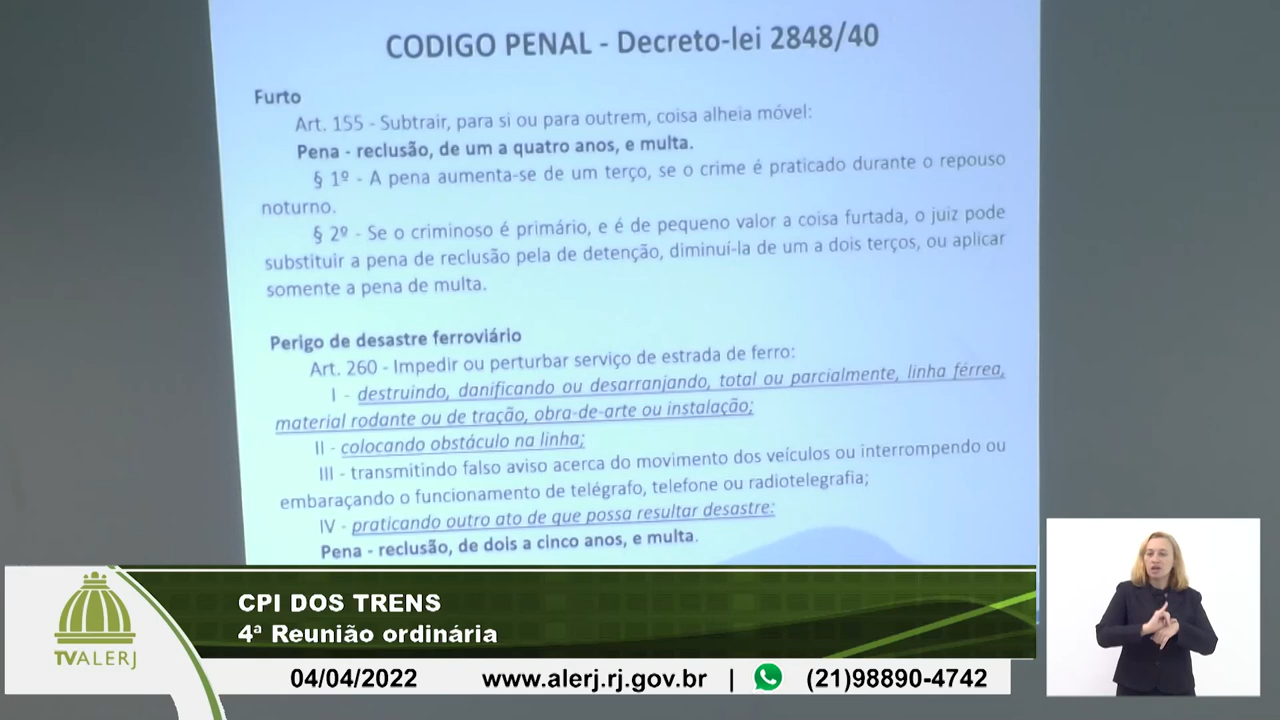 CODIGO PENAL - Decreto-lei 2848/40
Furto
Art. 155 - Subtrair, para si ou para outrem, coisa alheia móvel:
Pena - reclusão, de um a quatro anos, e multa.
§ 1º - A pena aumenta-se de um terço, se o crime é praticado durante o repouso
noturno.
§ 2º - Se o criminoso é primário, e é de pequeno valor a coisa furtada, o juiz pode
substituir a pena de reclusão pela de detenção, diminuí-la de um a dois terços, ou aplicar
somente a pena de multa.
Perigo de desastre ferroviário
Art. 260 - Impedir ou perturbar serviço de estrada de ferro:
I - destruindo, danificando ou desarranjando, total ou parcialmente, linha férrea,
material rodante ou de tração, obra-de-arte ou instalação;
II - colocando obstáculo na linha;
III - transmitindo falso aviso acerca do movimento dos veículos ou interrompendo ou
embaraçando o funcionamento de telégrafo, telefone ou radiotelegrafia;
IV - praticando outro ato de que possa resultar desastre:
Pena - reclusão, de dois a cinco anos, e multa.
CPI DOS TRENS
4ª Reunião ordinária
TVALERJ
04/04/2022 www.alerj.rj.gov.br | (21)98890-4742